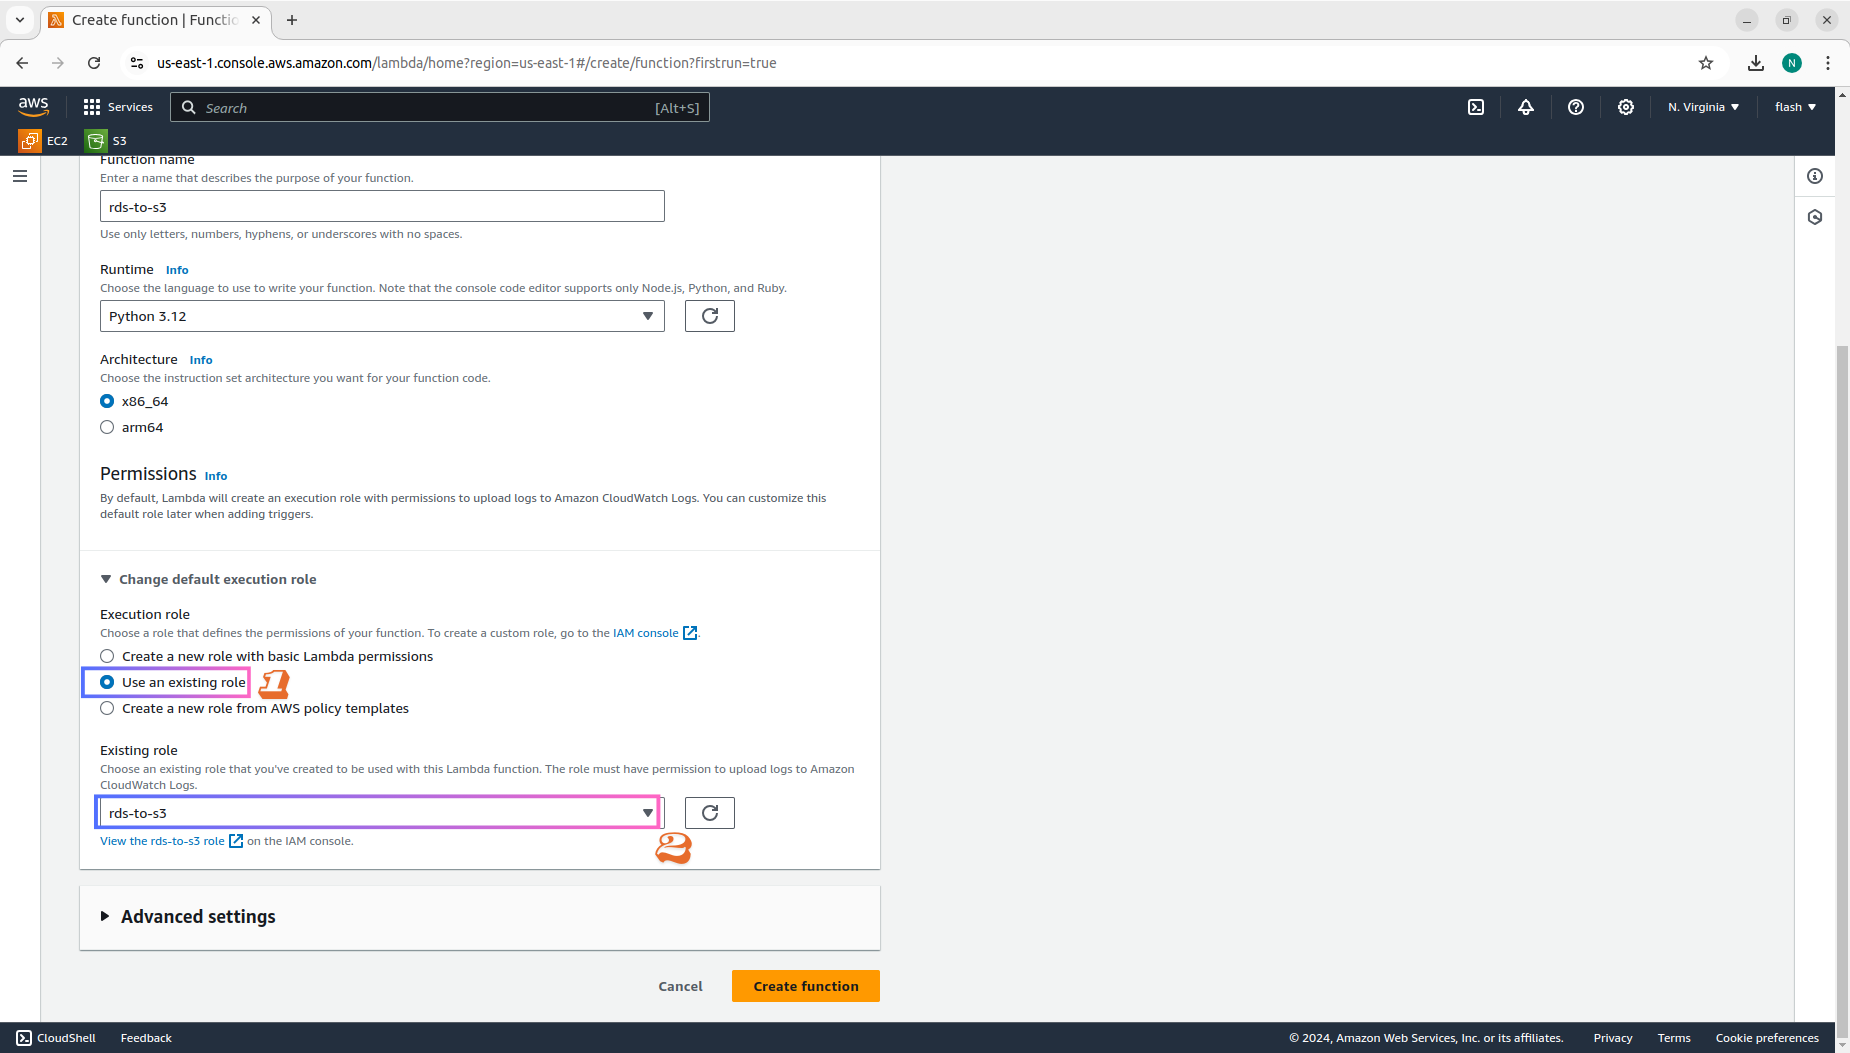 Create function | Functio
us-east-1.console.aws.amazon.com/lambda/home?region=us-east-1#/create/function?firstrun=true
N
aws
Services
Search
[Alt+S]
N. Virginia
flash
EC2
S3
Function name
Enter a name that describes the purpose of your function.
rds-to-s3
Use only letters, numbers, hyphens, or underscores with no spaces.
Runtime Info
Choose the language to use to write your function. Note that the console code editor supports only Node.js, Python, and Ruby.
Python 3.12
Architecture Info
Choose the instruction set architecture you want for your function code.
x86_64
arm64
Permissions Info
By default, Lambda will create an execution role with permissions to upload logs to Amazon CloudWatch Logs. You can customize this
default role later when adding triggers.
Change default execution role
Execution role
Choose a role that defines the permissions of your function. To create a custom role, go to the IAM console.
Create a new role with basic Lambda permissions
Use an existing role 1
Create a new role from AWS policy templates
Existing role
Choose an existing role that you've created to be used with this Lambda function. The role must have permission to upload logs to Amazon
CloudWatch Logs.
rds-to-s3
2
View the rds-to-s3 role on the IAM console.
Advanced settings
Cancel
Create function
CloudShell
Feedback
© 2024, Amazon Web Services, Inc. or its affiliates.
Privacy
Terms
Cookie preferences